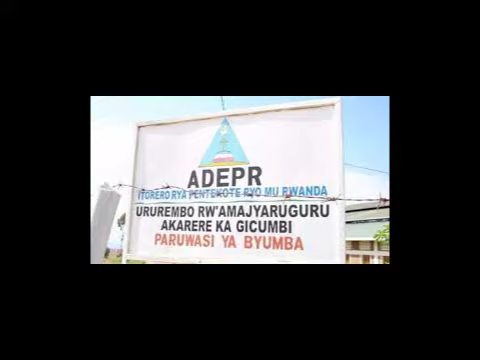 ADEPR
ITORERO RYA PENTEKOTE RYO MU RWANDA
URUREMBO RW'AMAJYARUGURU
AKARERE KA GICUMBI
PARUWASI YA BYUMBA